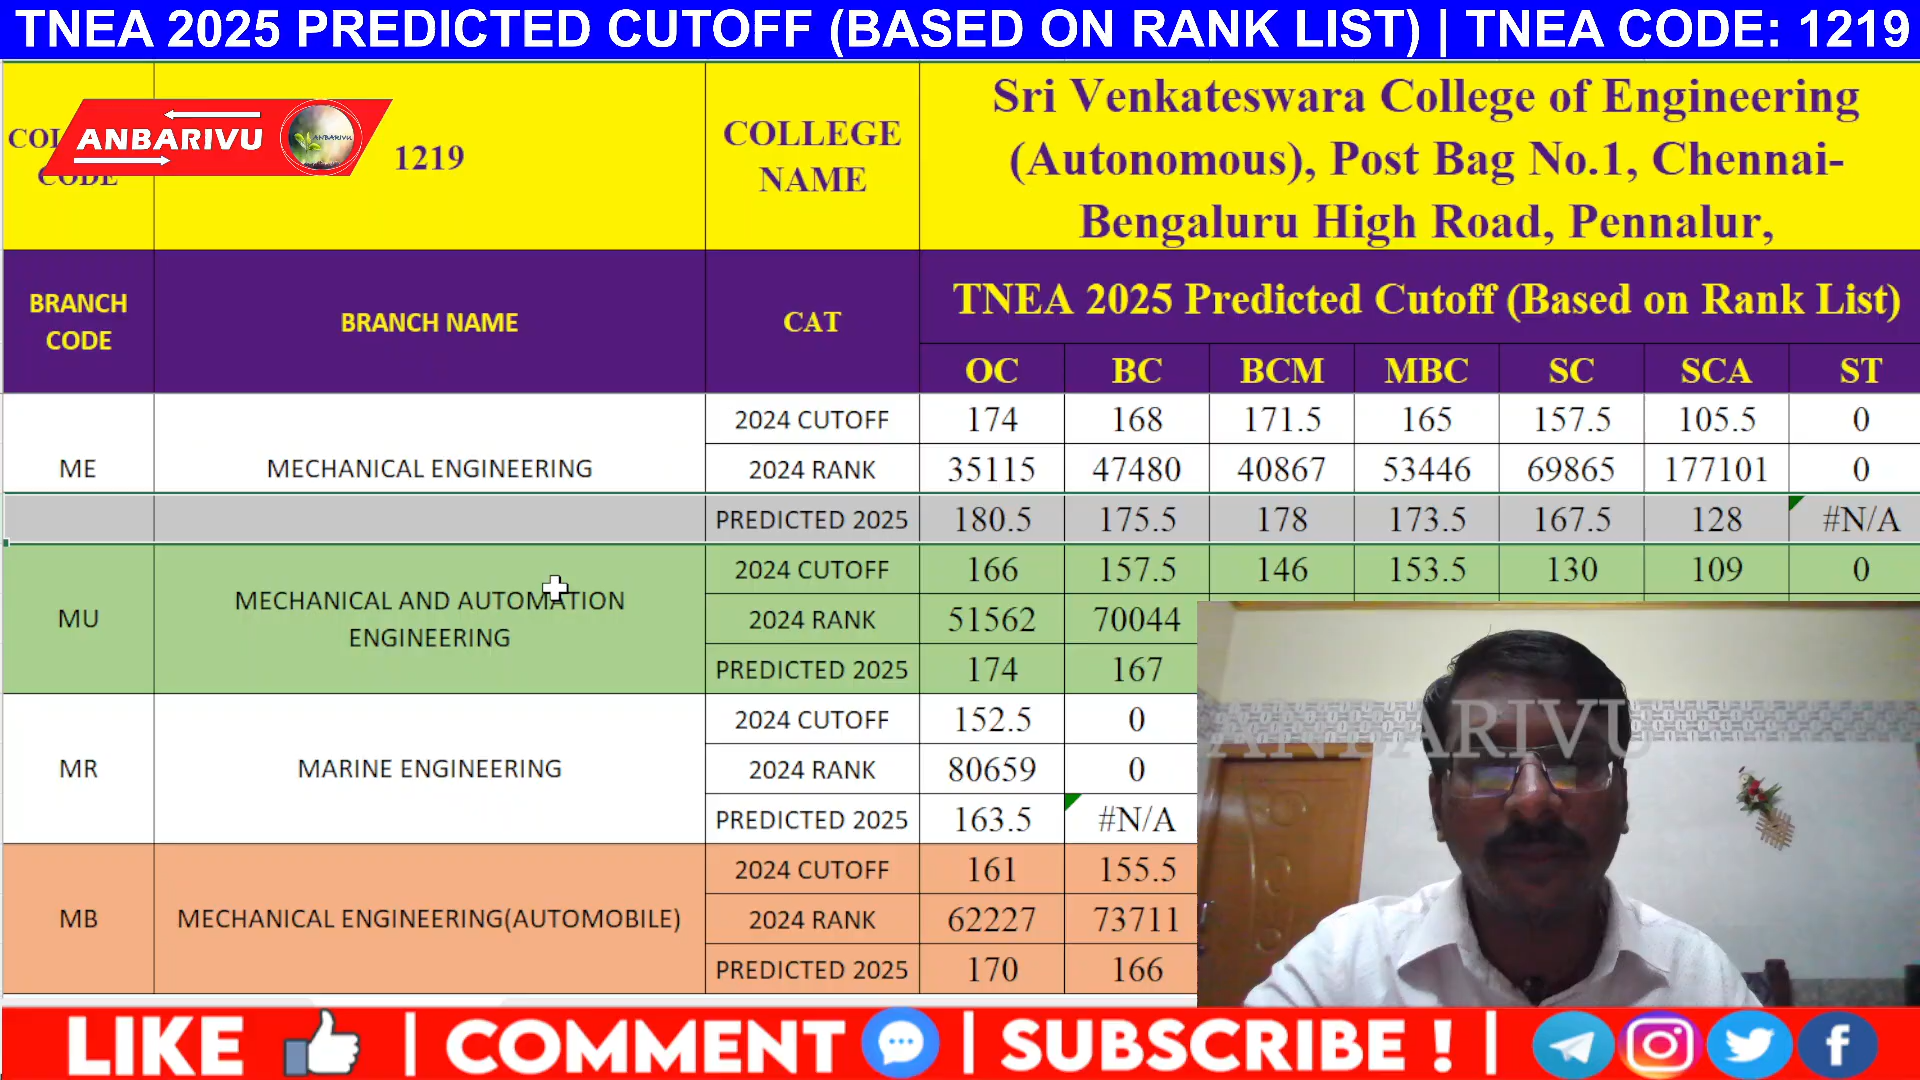 TNEA 2025 PREDICTED CUTOFF (BASED ON RANK LIST) | TNEA CODE: 1219
ANBARIVU
ANBARIVU
CODE
1219
COLLEGE
NAME
Sri Venkateswara College of Engineering
(Autonomous), Post Bag No.1, Chennai-
Bengaluru High Road, Pennalur,
BRANCH
CODE
BRANCH NAME
CAT
TNEA 2025 Predicted Cutoff (Based on Rank List)
OC BC BCM MBC SC SCA ST
ME
MECHANICAL ENGINEERING
2024 CUTOFF 174 168 171.5 165 157.5 105.5 0
2024 RANK 35115 47480 40867 53446 69865 177101 0
PREDICTED 2025 180.5 175.5 178 173.5 167.5 128 #N/A
MU
MECHANICAL AND AUTOMATION
ENGINEERING
2024 CUTOFF 166 157.5 146 153.5 130 109 0
2024 RANK 51562 70044
PREDICTED 2025 174 167
MR
MARINE ENGINEERING
2024 CUTOFF 152.5 0
2024 RANK 80659 0
PREDICTED 2025 163.5 #N/A
MB
MECHANICAL ENGINEERING(AUTOMOBILE)
2024 CUTOFF 161 155.5
2024 RANK 62227 73711
PREDICTED 2025 170 166
ANBARIVU
LIKE | COMMENT | SUBSCRIBE ! |